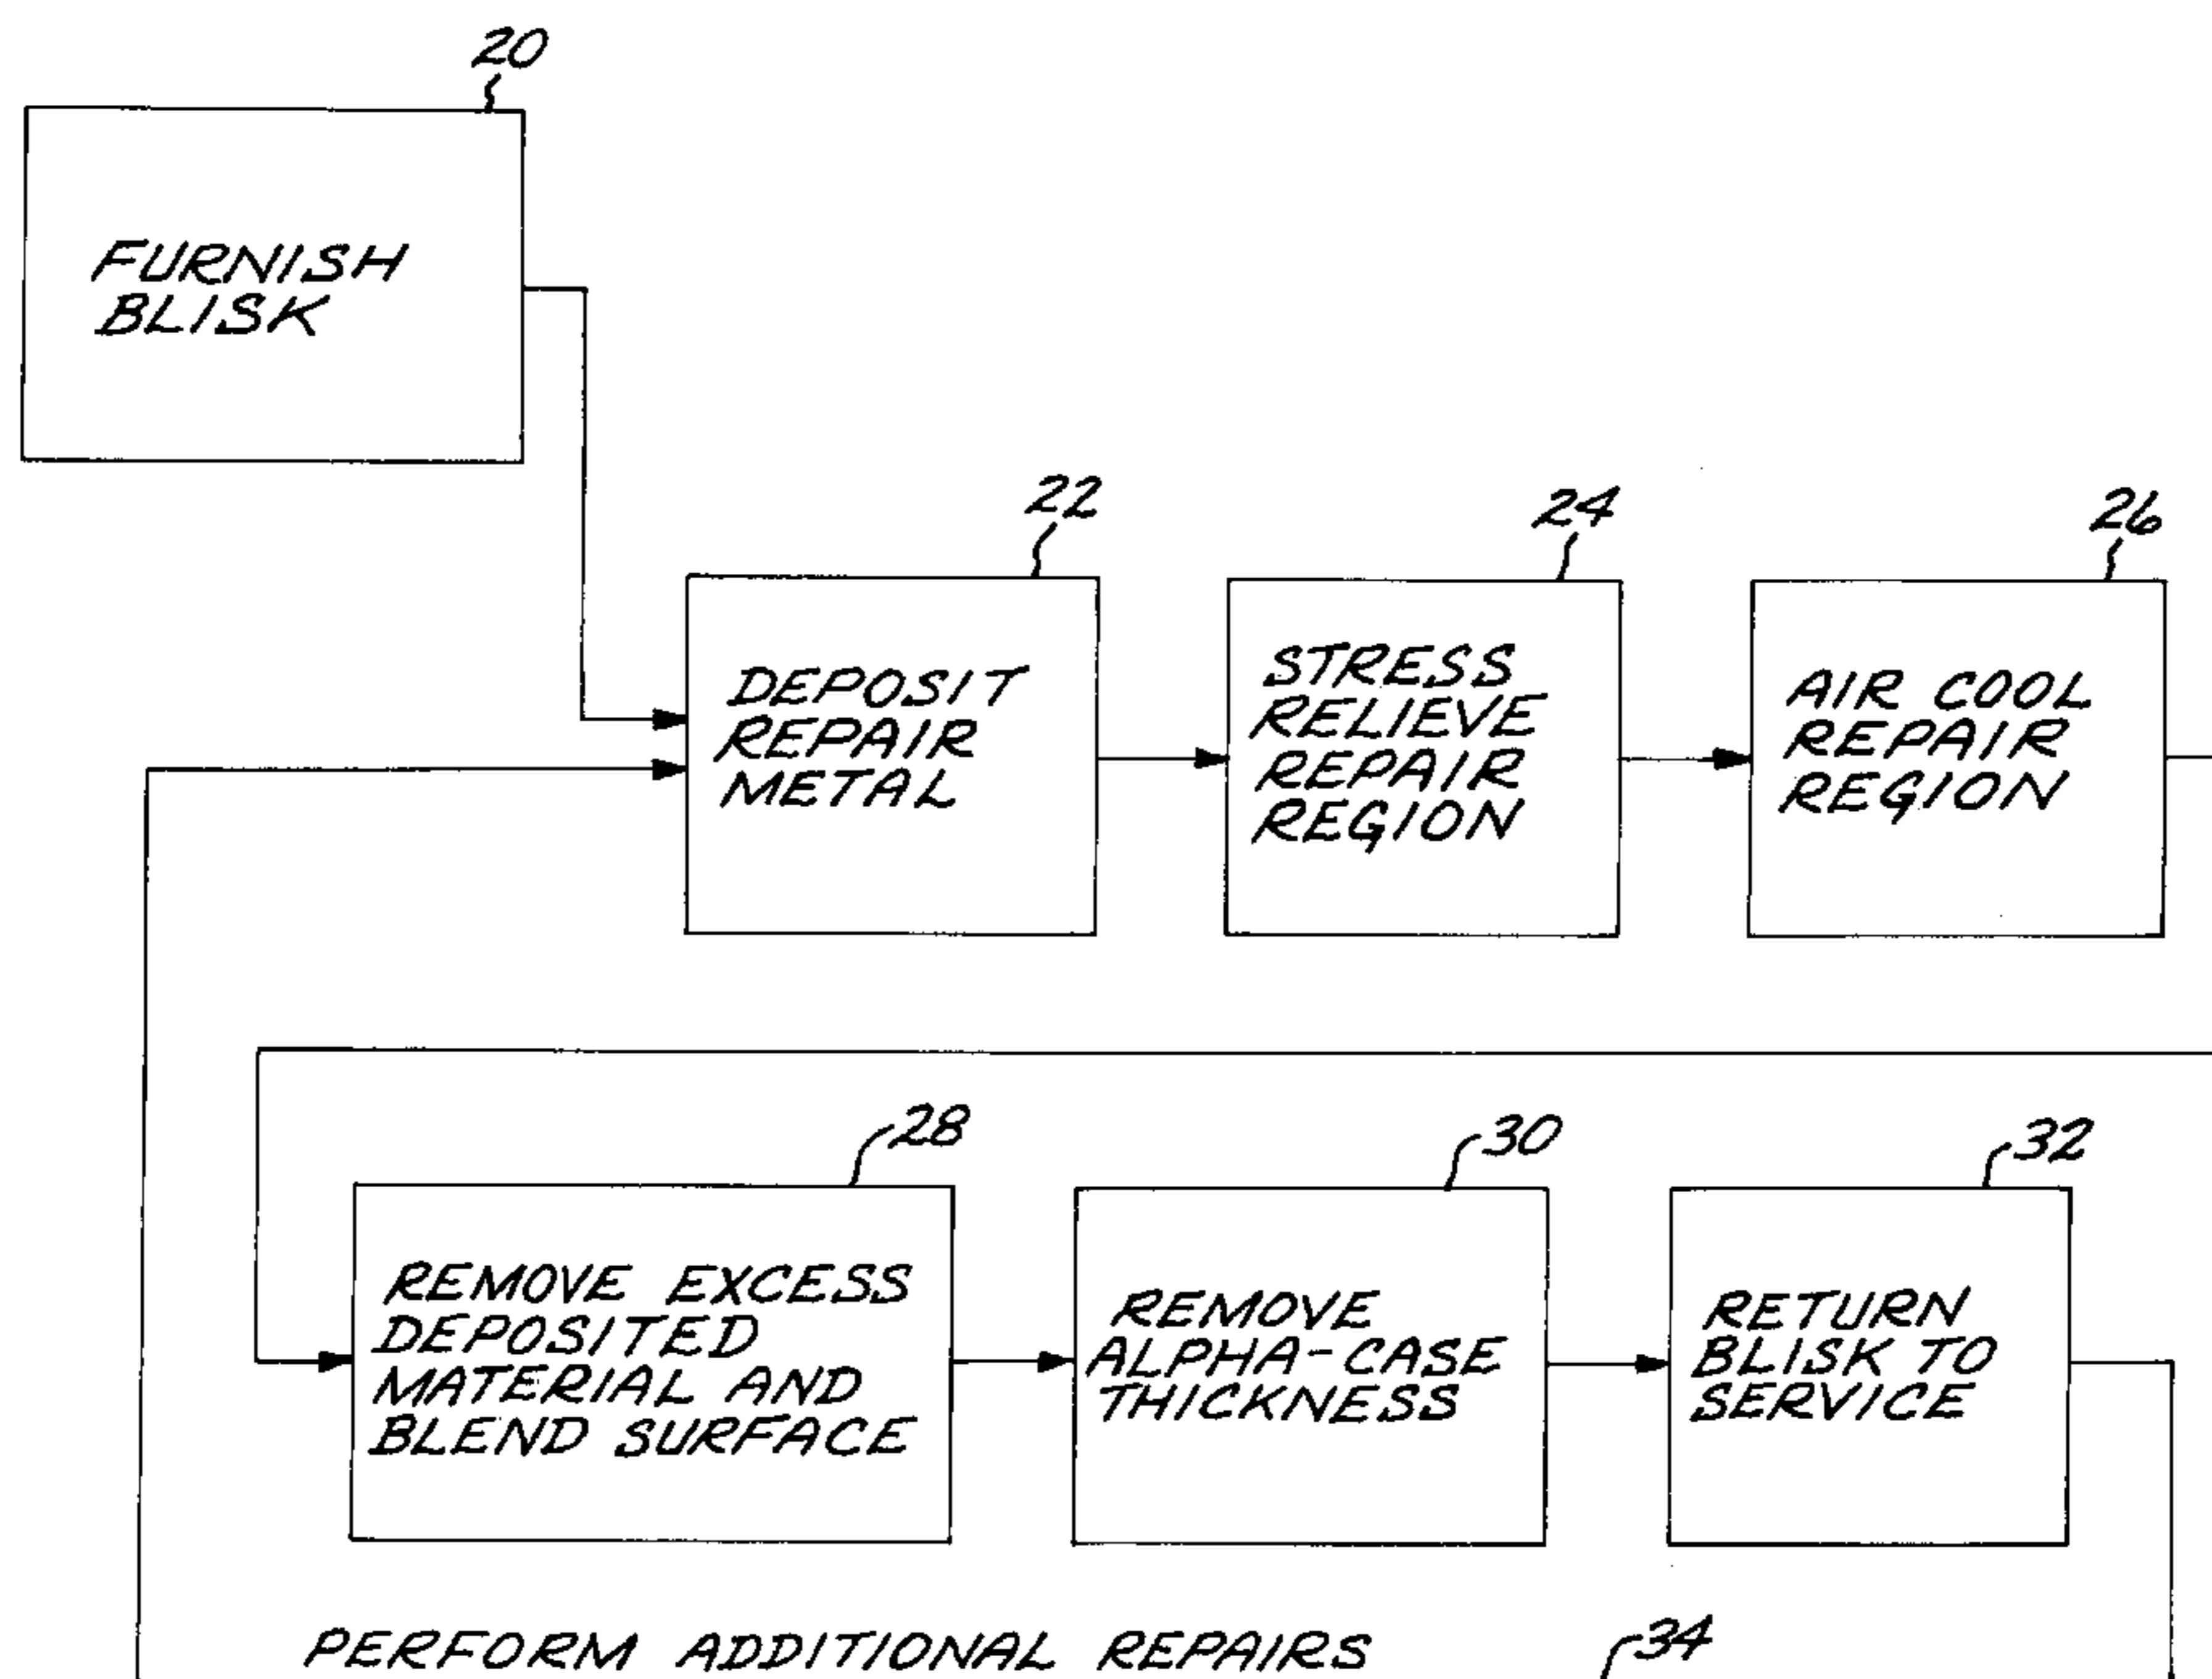 20
FURNISH
BLISK
22
24
26
DEPOSIT
REPAIR
METAL
STRESS
RELIEVE
REPAIR
REGION
AIR COOL
REPAIR
REGION
28
30
32
REMOVE EXCESS
DEPOSITED
MATERIAL AND
BLEND SURFACE
REMOVE
ALPHA-CASE
THICKNESS
RETURN
BLISK TO
SERVICE
PERFORM ADDITIONAL REPAIRS
34